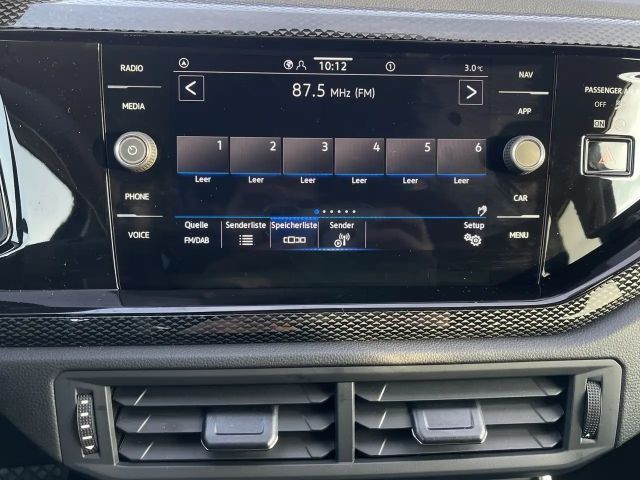 RADIO
MEDIA
PHONE
VOICE
10:12
3.0 °C
87.5 MHz (FM)
1 2 3 4 5 6
Leer Leer Leer Leer Leer Leer
Quelle Senderliste Speicherliste Sender Setup
FM/DAB
NAV
APP
CAR
MENU
PASSENGER
OFF
ON